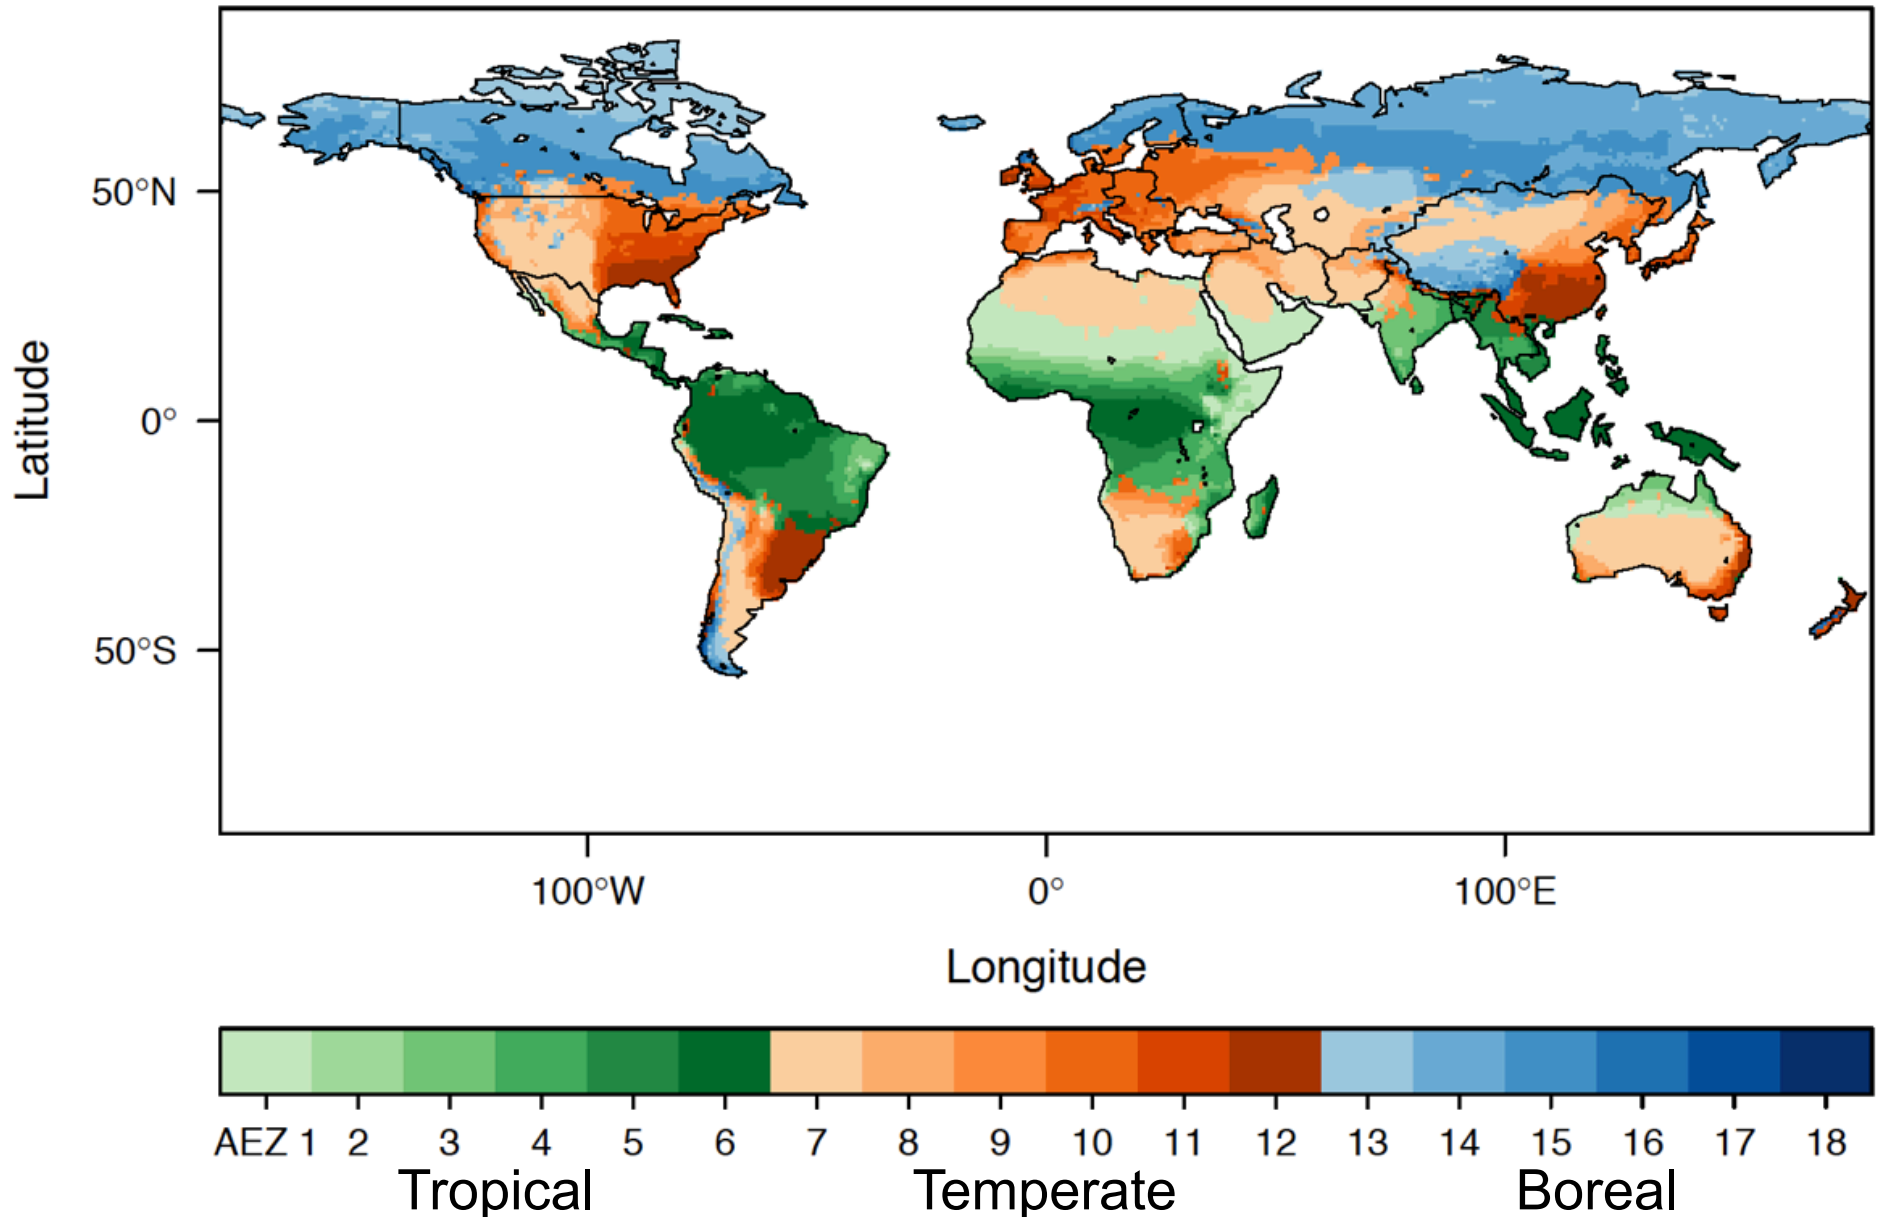 Latitude
50°N
0°
50°S
100°W 0° 100°E
Longitude
AEZ 1 2 3 4 5 6 7 8 9 10 11 12 13 14 15 16 17 18
Tropical Temperate Boreal